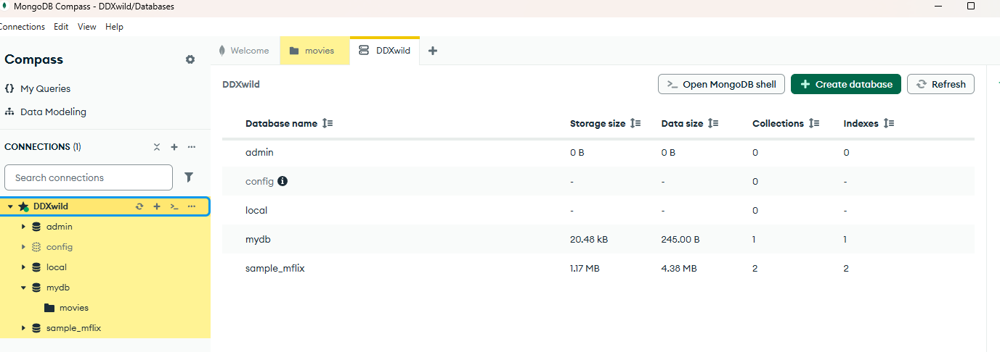 MongoDB Compass - DDXwild/Databases
Connections Edit View Help
Compass
My Queries
Data Modeling
CONNECTIONS (1)
Search connections
DDXwild
admin
config
local
mydb
movies
sample_mflix
Welcome movies DDXwild
DDXwild Open MongoDB shell Create database Refresh
Database name Storage size Data size Collections Indexes
admin 0 B 0 B 0 0
config - - 0 -
local - - 0 -
mydb 20.48 kB 245.00 B 1 1
sample_mflix 1.17 MB 4.38 MB 2 2